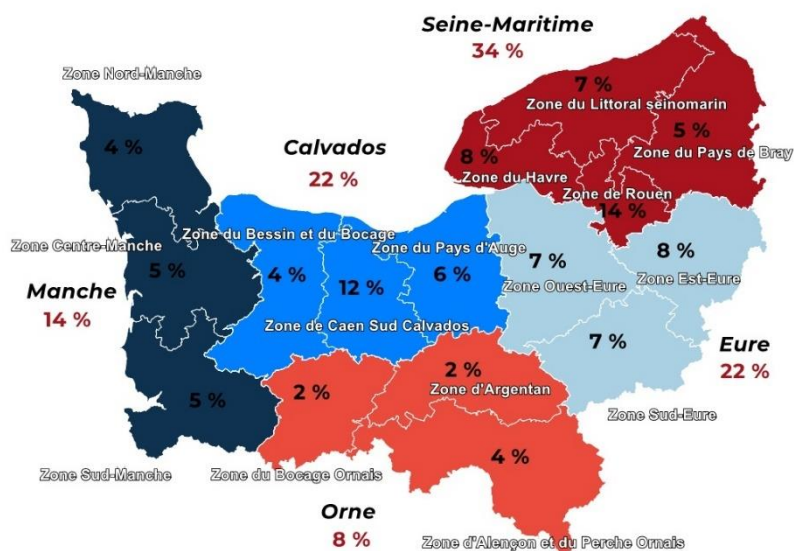 Seine-Maritime
34 %
Zone Nord-Manche
7 %
Zone du Littoral seinomarin
5 %
Zone du Pays de Bray
4 %
Calvados
22 %
8 %
Zone du Havre
Zone de Rouen
14 %
Zone du Bessin et du Bocage
Zone Centre-Manche
Zone du Pays d'Auge
5 %
4 %
12 %
6 %
7 %
8 %
Zone Ouest-Eure
Zone Est-Eure
Manche
14 %
Zone de Caen Sud Calvados
7 %
Eure
22 %
2 %
2 %
Zone d'Argentan
5 %
Zone Sud-Eure
Zone Sud-Manche
Zone du Bocage Ornais
4 %
Orne
8 %
Zone d'Alençon et du Perche Ornais